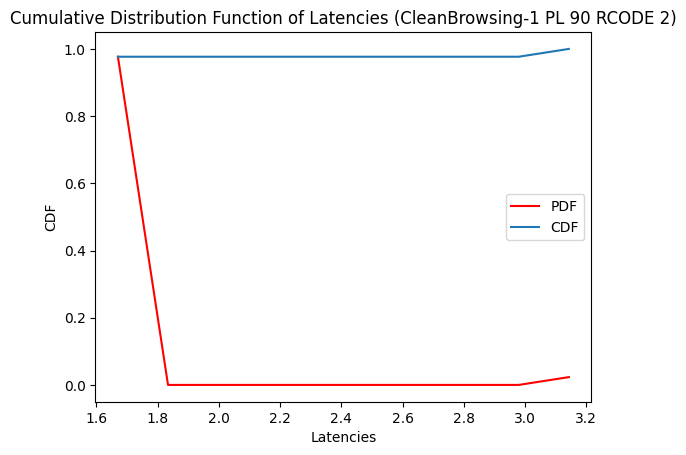 Cumulative Distribution Function of Latencies (CleanBrowsing-1 PL 90 RCODE 2)
1.0
0.8
0.6
0.4
0.2
0.0
CDF
PDF
CDF
1.6 1.8 2.0 2.2 2.4 2.6 2.8 3.0 3.2
Latencies